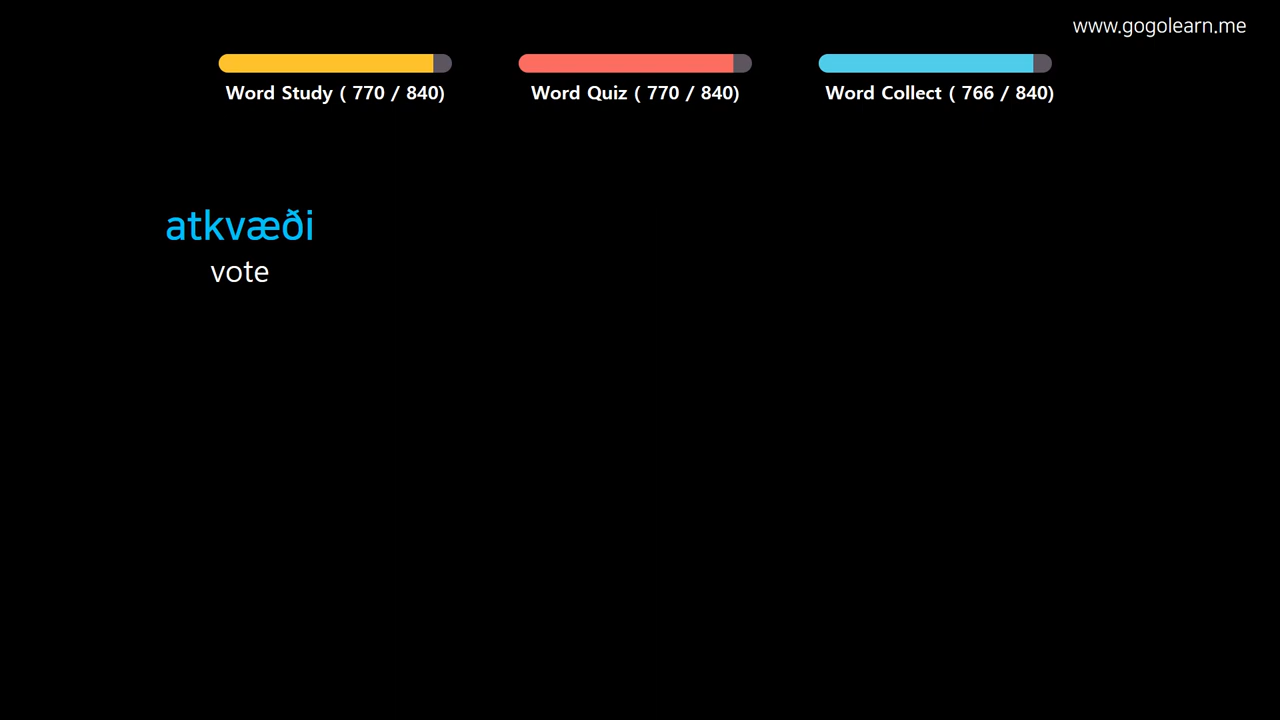 www.gogolearn.me
Word Study ( 770 / 840)
Word Quiz ( 770 / 840)
Word Collect ( 766 / 840)
atkvæði
vote